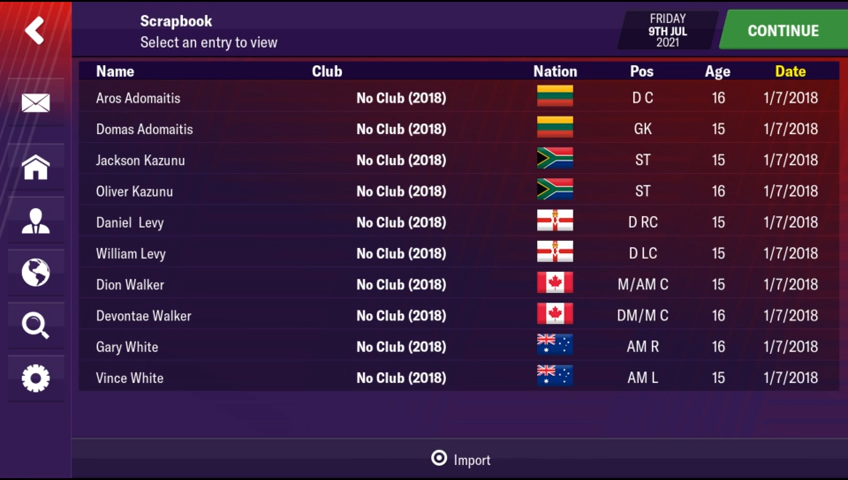 Scrapbook
Select an entry to view
FRIDAY
9TH JUL
2021
CONTINUE
Name Club Nation Pos Age Date
Aros Adomaitis No Club (2018) D C 16 1/7/2018
Domas Adomaitis No Club (2018) GK 15 1/7/2018
Jackson Kazunu No Club (2018) ST 15 1/7/2018
Oliver Kazunu No Club (2018) ST 16 1/7/2018
Daniel Levy No Club (2018) D RC 15 1/7/2018
William Levy No Club (2018) D LC 15 1/7/2018
Dion Walker No Club (2018) M/AM C 15 1/7/2018
Devontae Walker No Club (2018) DM/M C 16 1/7/2018
Gary White No Club (2018) AM R 16 1/7/2018
Vince White No Club (2018) AM L 15 1/7/2018
Import